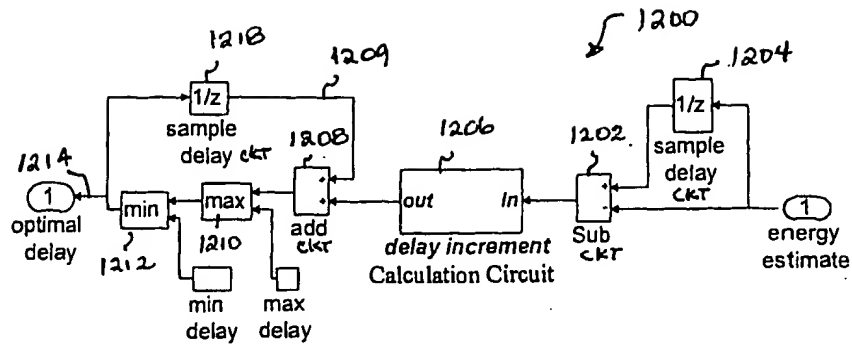 1200
1218
1209
1204
1/z
1/z
sample
delay CKT
1208
1206
1202.
sample
delay
CKT
1214
1
optimal
delay
min
1212
max
1210
+
+
add
CKT
out
In
delay increment
Calculation Circuit
+
-
Sub
CKT
1
energy
estimate
min
delay
max
delay